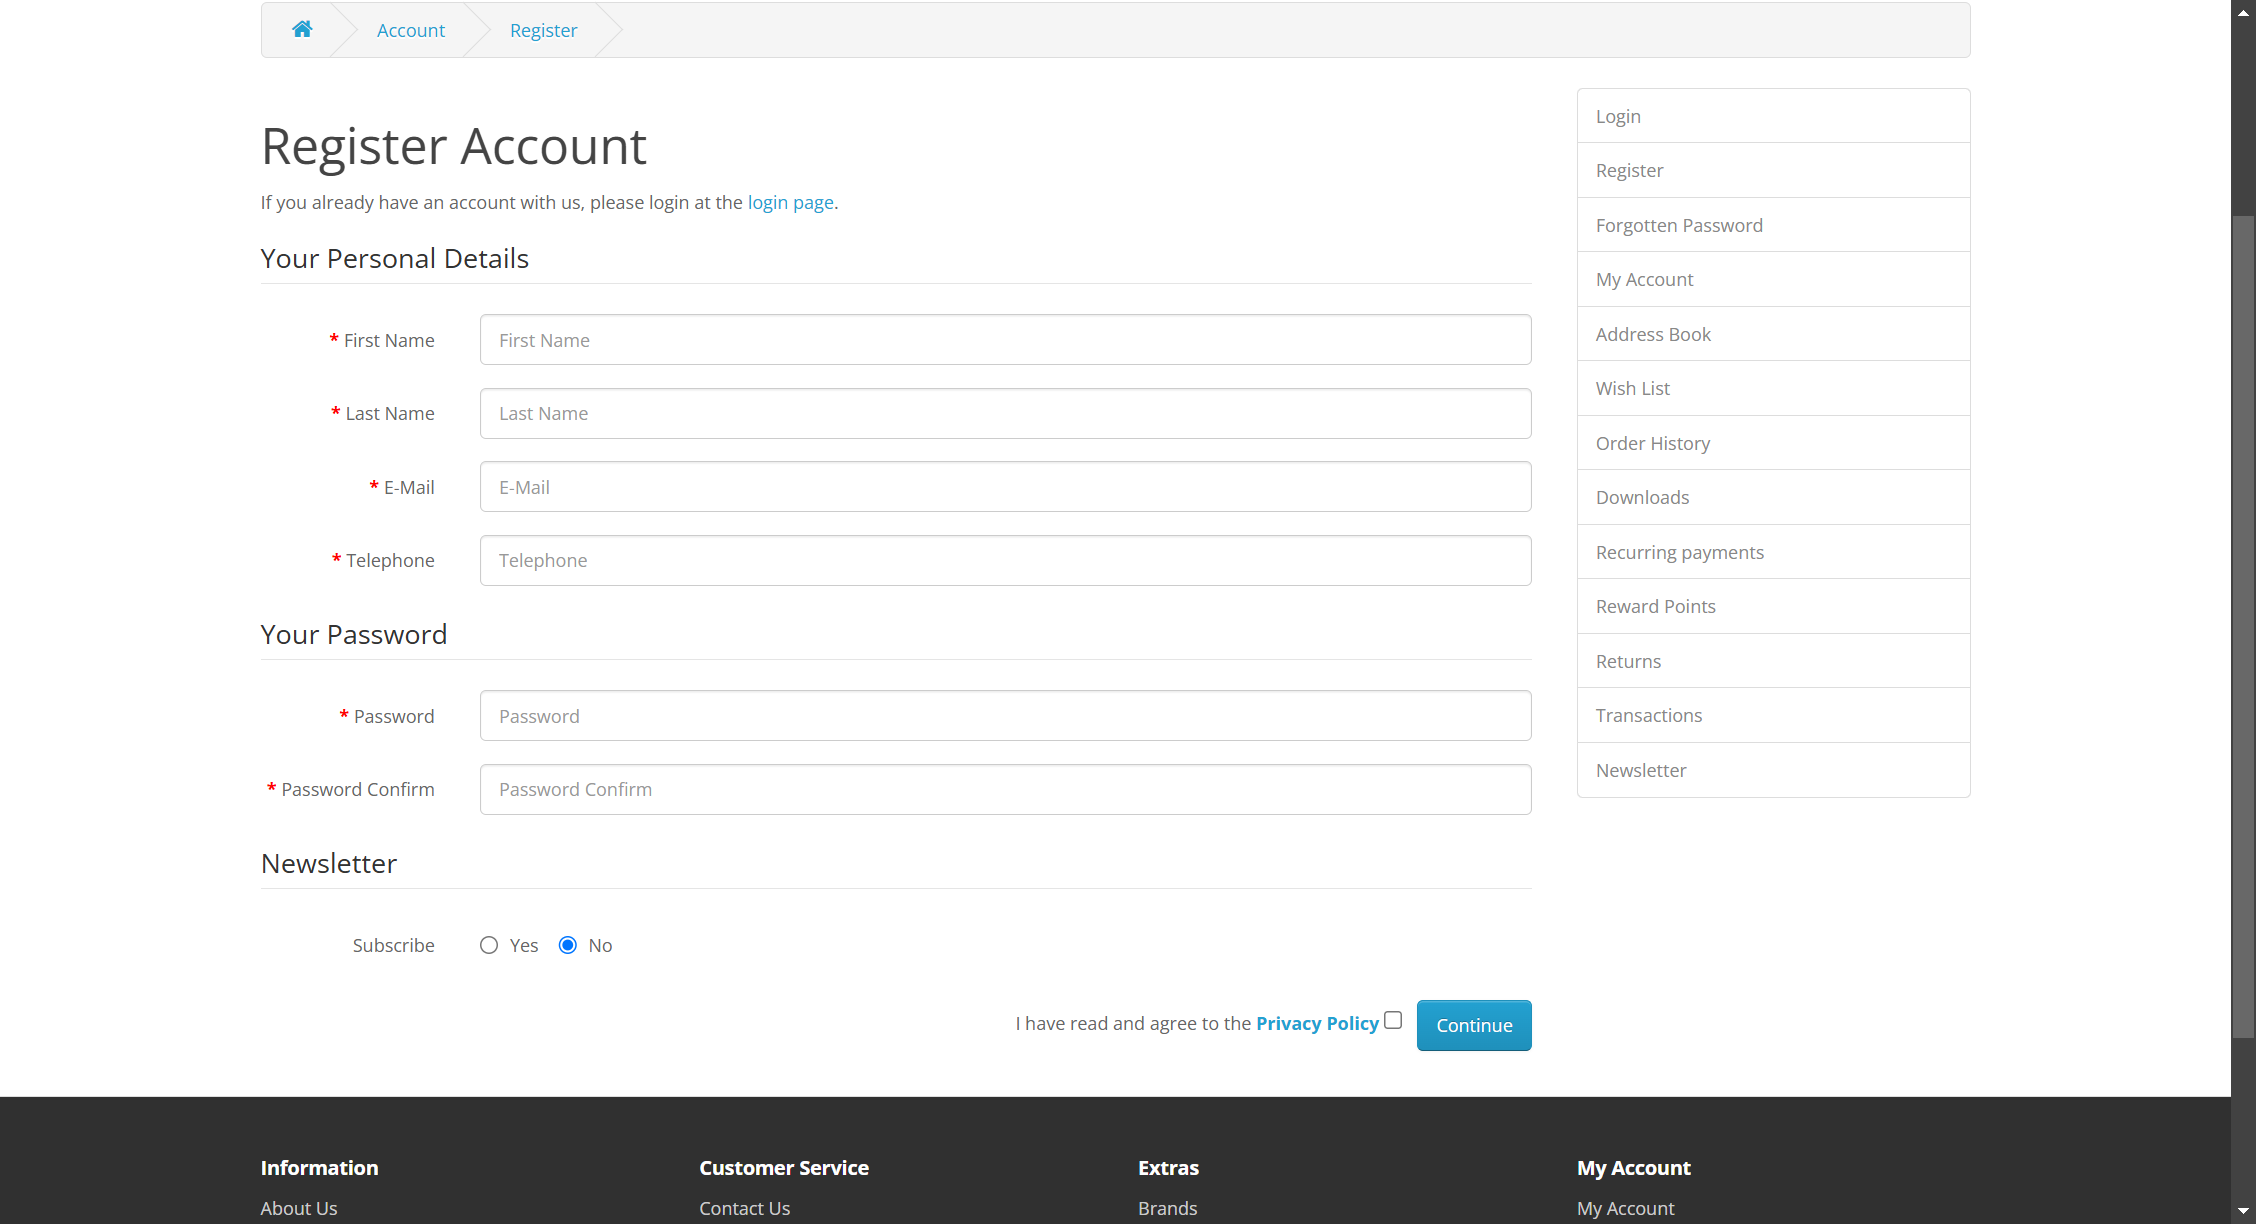 Account Register
Register Account
If you already have an account with us, please login at the login page.
Your Personal Details
* First Name First Name
* Last Name Last Name
* E-Mail E-Mail
* Telephone Telephone
Your Password
* Password Password
* Password Confirm Password Confirm
Newsletter
Subscribe Yes No
I have read and agree to the Privacy Policy Continue
Login
Register
Forgotten Password
My Account
Address Book
Wish List
Order History
Downloads
Recurring payments
Reward Points
Returns
Transactions
Newsletter
Information
About Us
Customer Service
Contact Us
Extras
Brands
My Account
My Account